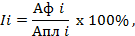 Ii = Аф i / Апл i х 100%,